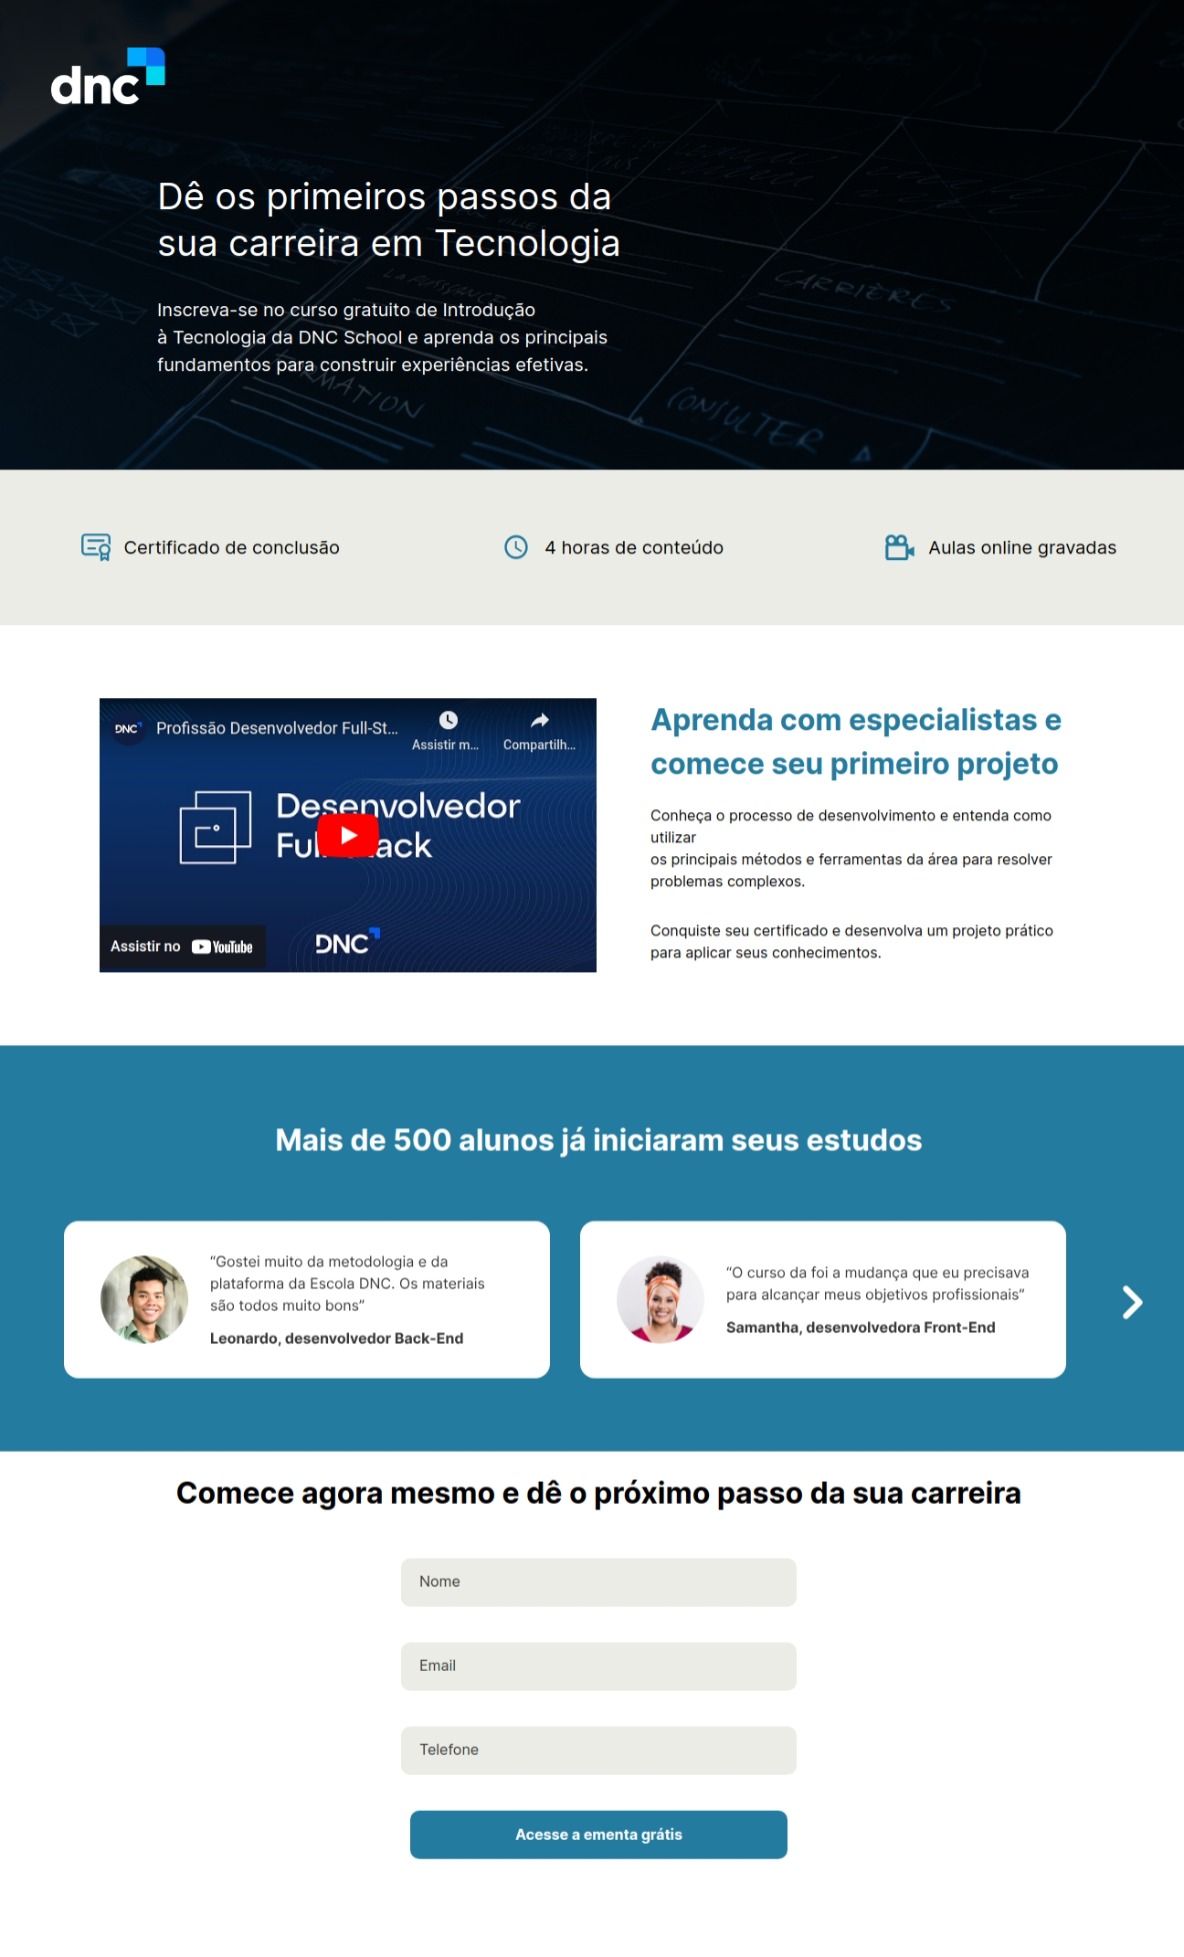 dnc
Dê os primeiros passos da
sua carreira em Tecnologia
Inscreva-se no curso gratuito de Introdução
à Tecnologia da DNC School e aprenda os principais
fundamentos para construir experiências efetivas.
CARRIÈRES
CONSULTER
Certificado de conclusão
4 horas de conteúdo
Aulas online gravadas
DNC
Profissão Desenvolvedor Full-St...
Assistir m...
Compartilh...
Desenvolvedor
Ful ack
Assistir no YouTube
DNC
Aprenda com especialistas e
comece seu primeiro projeto
Conheça o processo de desenvolvimento e entenda como
utilizar
os principais métodos e ferramentas da área para resolver
problemas complexos.
Conquiste seu certificado e desenvolva um projeto prático
para aplicar seus conhecimentos.
Mais de 500 alunos já iniciaram seus estudos
“Gostei muito da metodologia e da
plataforma da Escola DNC. Os materiais
são todos muito bons”
Leonardo, desenvolvedor Back-End
“O curso da foi a mudança que eu precisava
para alcançar meus objetivos profissionais”
Samantha, desenvolvedora Front-End
Comece agora mesmo e dê o próximo passo da sua carreira
Nome
Email
Telefone
Acesse a ementa grátis